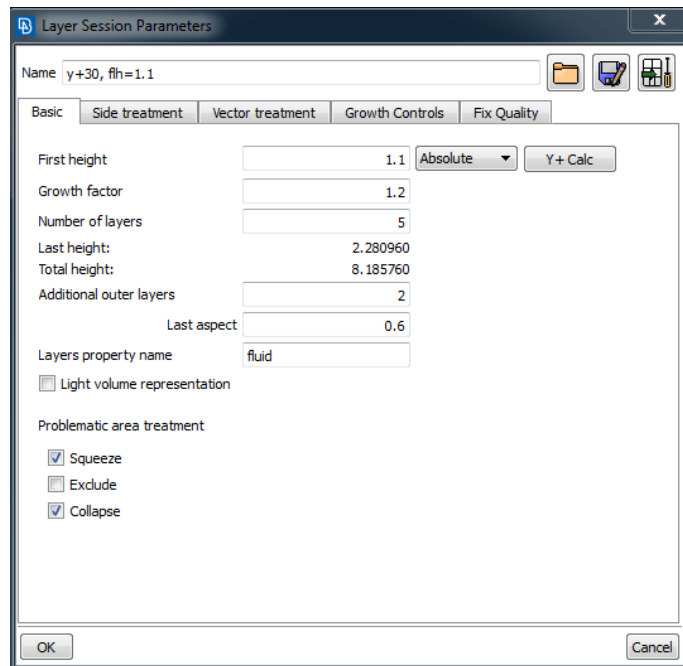 Layer Session Parameters
Name y+30, flh=1.1
Basic Side treatment Vector treatment Growth Controls Fix Quality
First height 1.1 Absolute Y+ Calc
Growth factor 1.2
Number of layers 5
Last height: 2.280960
Total height: 8.185760
Additional outer layers 2
Last aspect 0.6
Layers property name fluid
Light volume representation
Problematic area treatment
Squeeze
Exclude
Collapse
OK Cancel